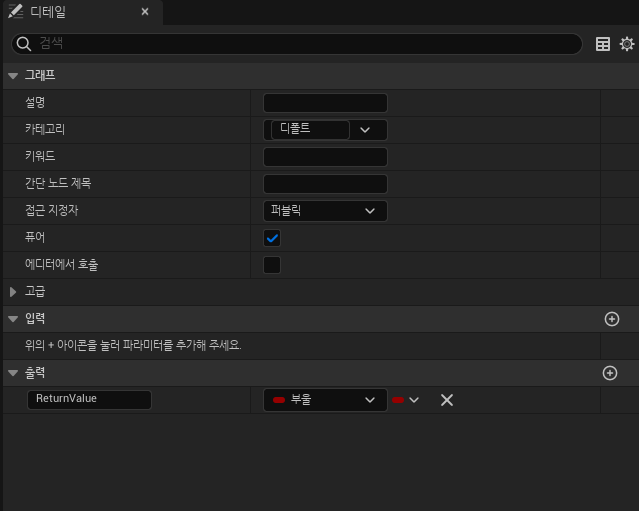 디테일
검색
그래프
설명
카테고리 디폴트
키워드
간단 노드 제목
접근 지정자 퍼블릭
퓨어
에디터에서 호출
고급
입력
위의 + 아이콘을 눌러 파라미터를 추가해 주세요.
출력
ReturnValue 부울